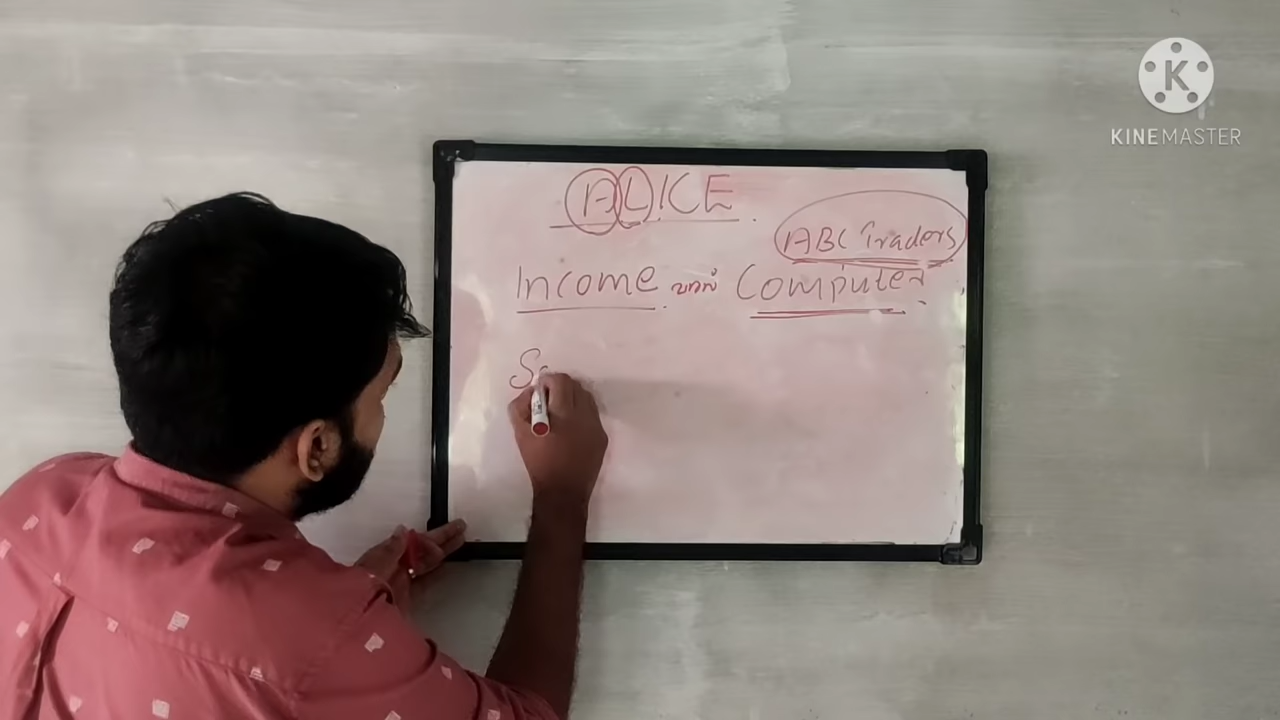 ALICE
ABC Traders
Income Computer
S
K
KINEMASTER